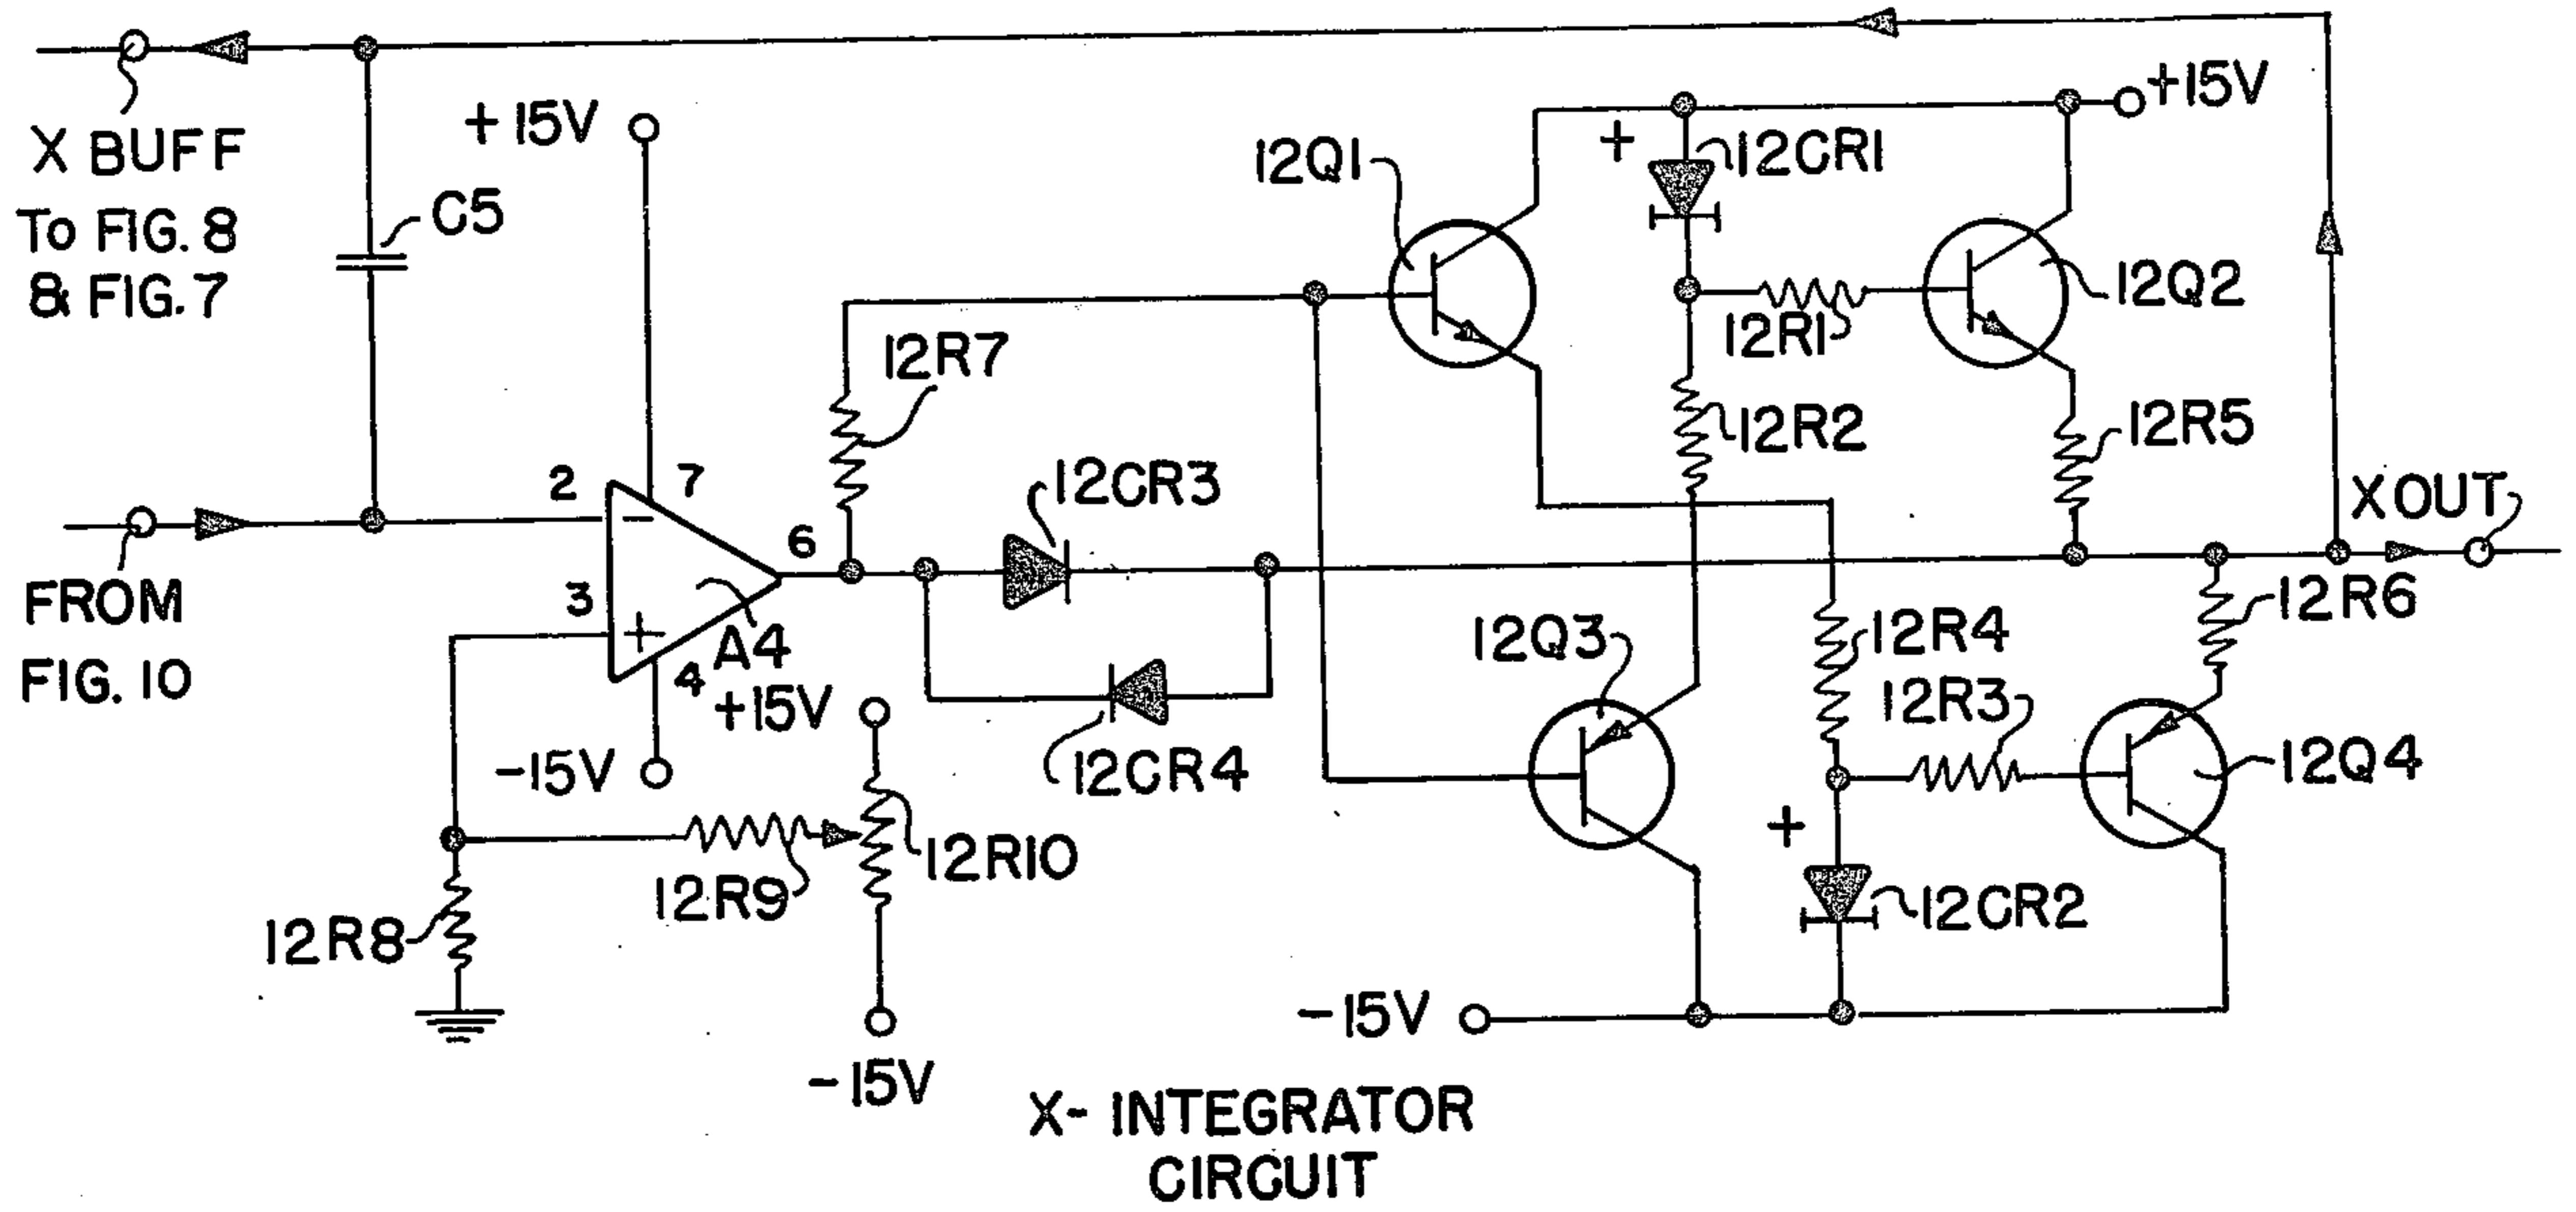 X BUFF
To FIG. 8
& FIG. 7
C5
+15V
12Q1
+
12CR1
+15V
12R1
12Q2
12R7
12R2
12R5
X OUT
2
7
−
12CR3
6
3
+
A4
4
FROM
FIG. 10
-15V
+15V
12CR4
12Q3
12R4
12R6
12R3
12Q4
12R10
12R9
12R8
+
12CR2
-15V
-15V
X- INTEGRATOR
CIRCUIT